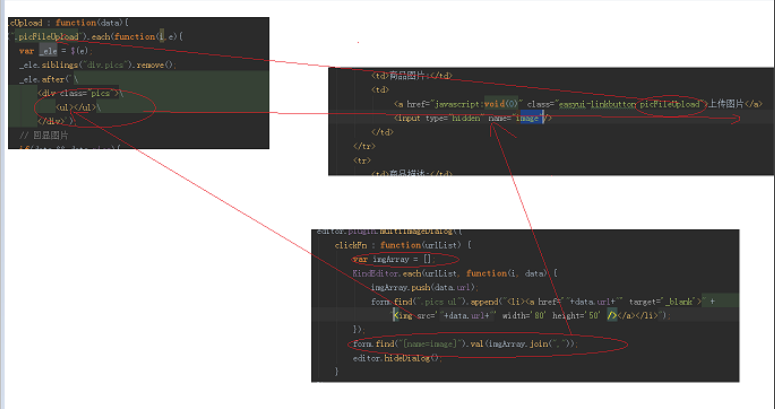 icUpload : function(data){
(".picFileUpload").each(function(i,e){
var _ele = $(e);
_ele.siblings("div.pics").remove();
_ele.after('\
<div class="pics">\
<ul></ul>\
</div>');
// 回显图片
if(data && data.pics){
<td>商品图片:</td>
<td>
<a href="javascript:void(0)" class="easyui-linkbutton picFileUpload">上传图片</a>
<input type="hidden" name="image"/>
</td>
</tr>
<tr>
<td>商品描述:</td>
editor.plugin.multiImageDialog({
clickFn : function(urlList) {
var imgArray = [];
KindEditor.each(urlList, function(i, data) {
imgArray.push(data.url);
form.find(".pics ul").append("<li><a href='"+data.url+"' target='_blank'>" +
"<img src='"+data.url+"' width='80' height='50' /></a></li>");
});
form.find("[name=image]").val(imgArray.join(","));
editor.hideDialog();
}